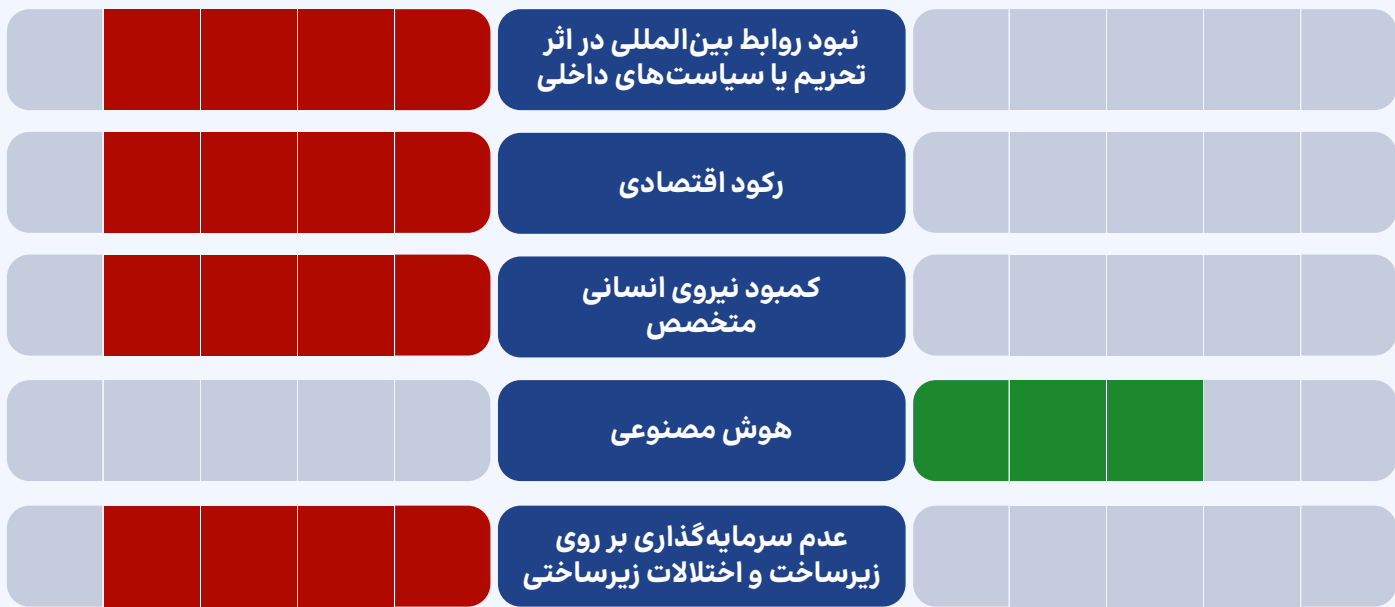 نبود روابط بین‌المللی در اثر
تحریم یا سیاست‌های داخلی
رکود اقتصادی
کمبود نیروی انسانی
متخصص
هوش مصنوعی
عدم سرمایه‌گذاری بر روی
زیرساخت و اختلالات زیرساختی